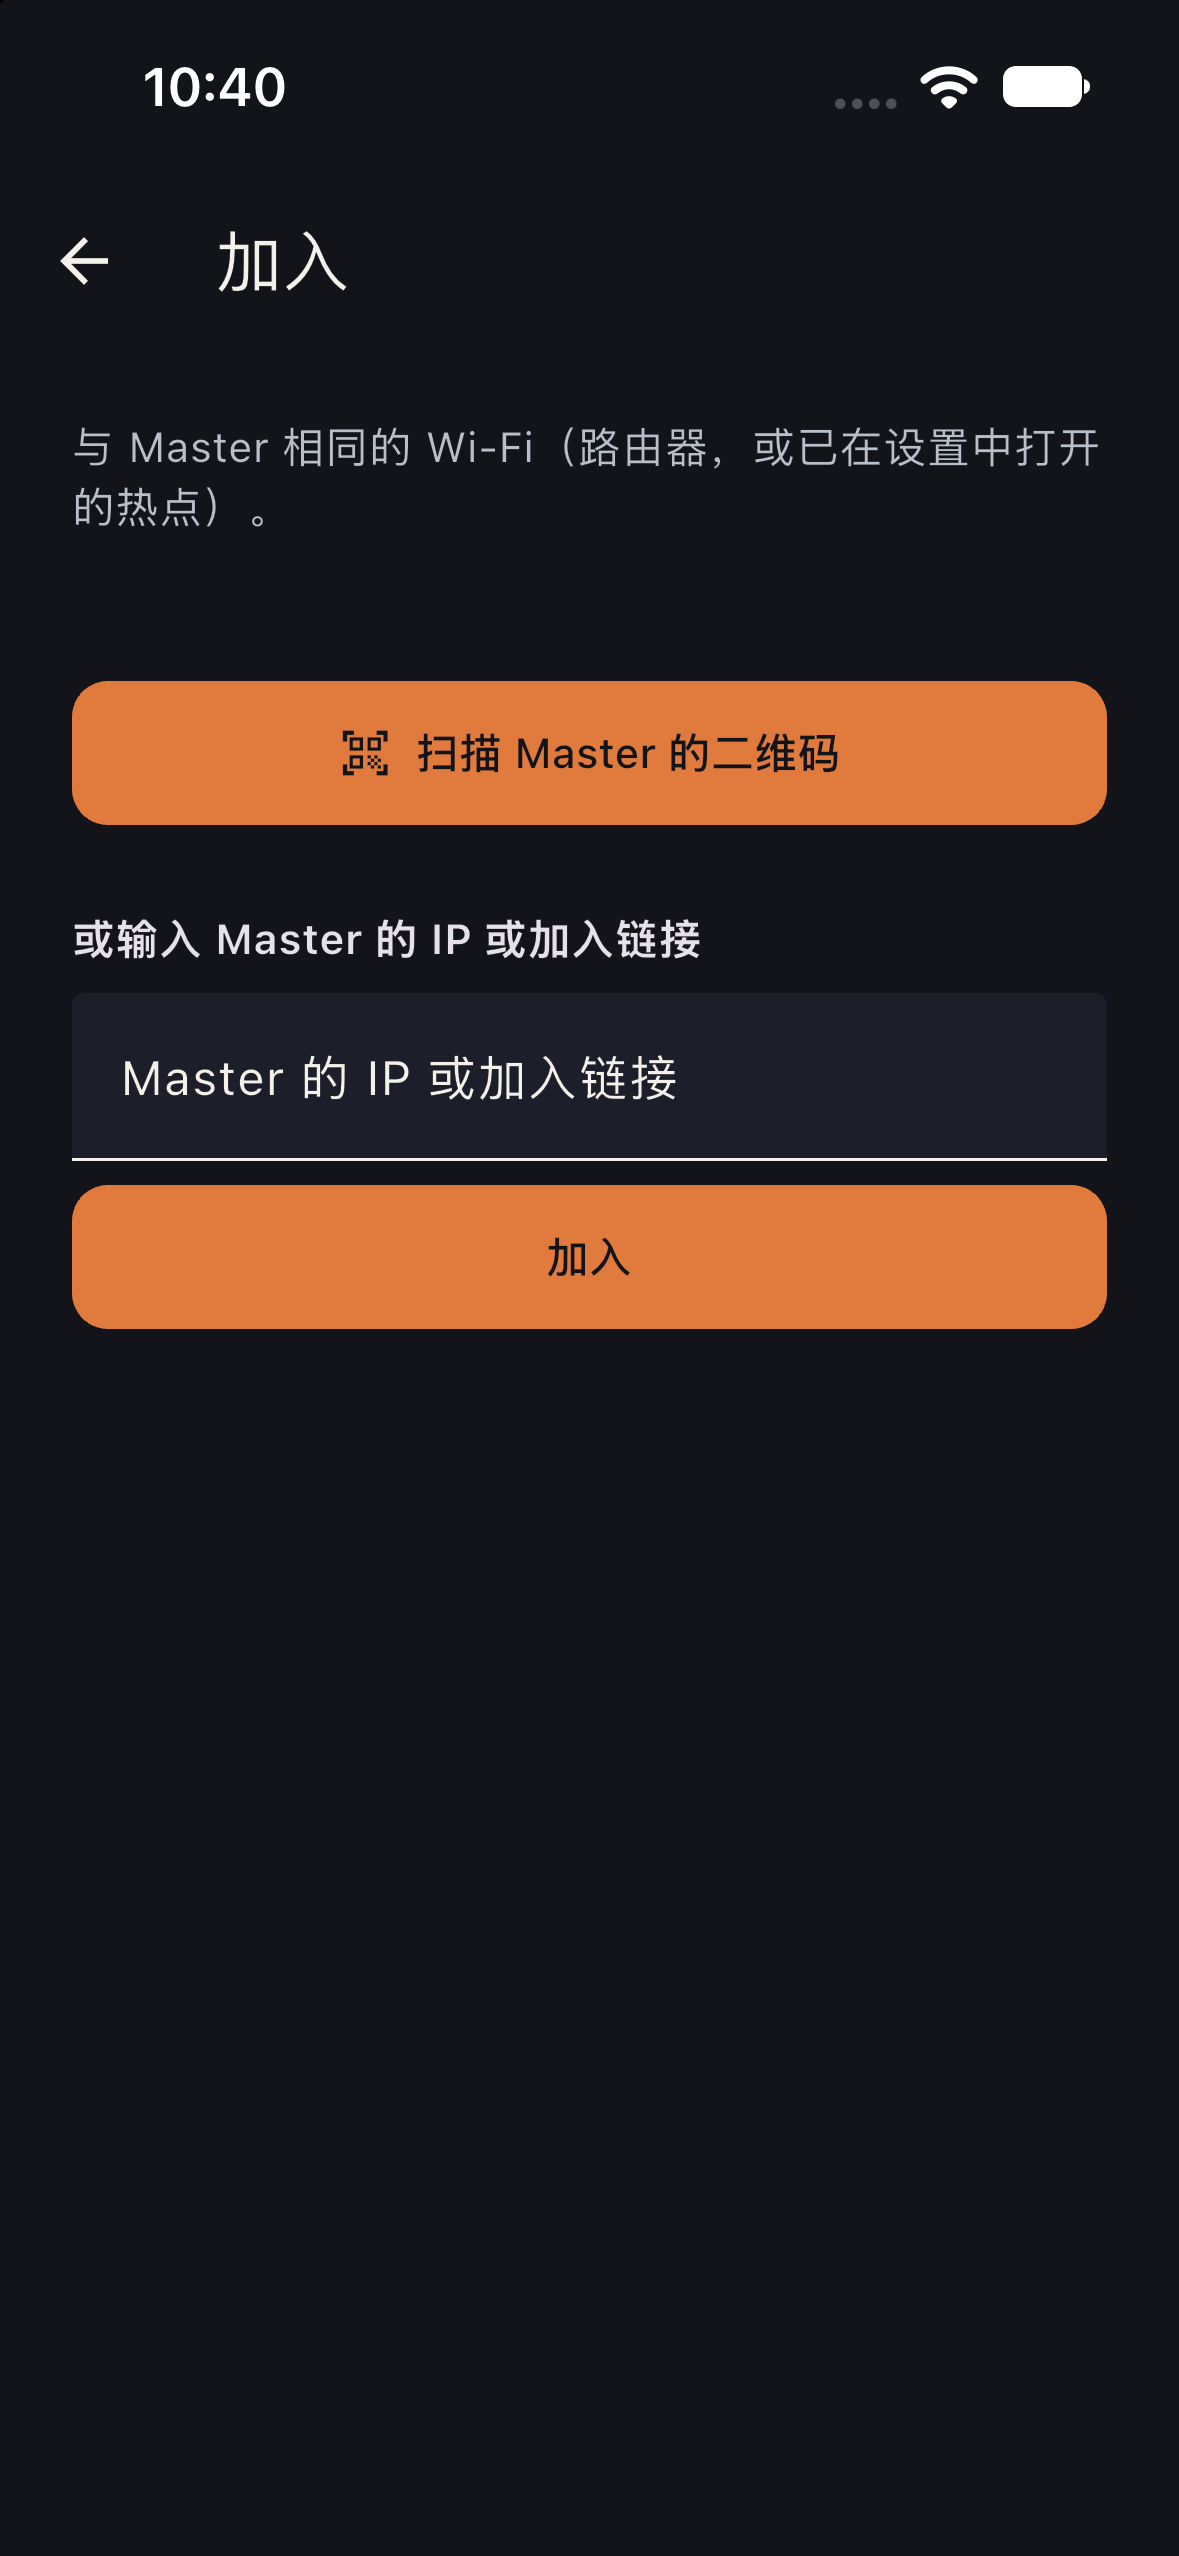 10:40
加入
与 Master 相同的 Wi-Fi（路由器，或已在设置中打开
的热点）。
扫描 Master 的二维码
或输入 Master 的 IP 或加入链接
Master 的 IP 或加入链接
加入